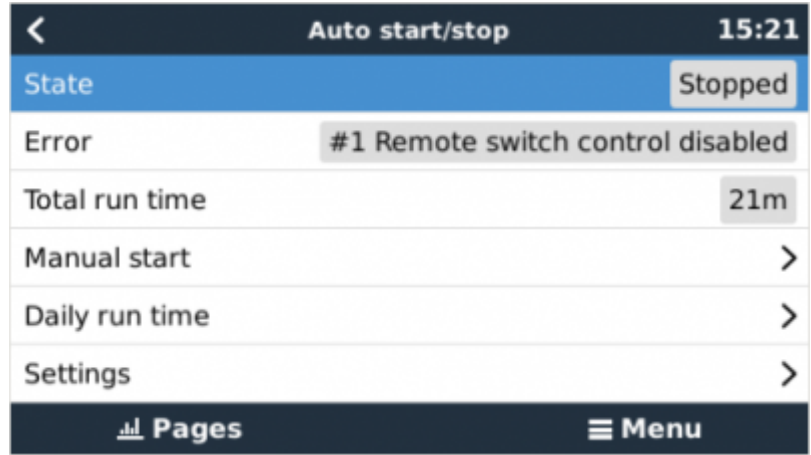 Auto start/stop 15:21
State Stopped
Error #1 Remote switch control disabled
Total run time 21m
Manual start
Daily run time
Settings
Pages Menu